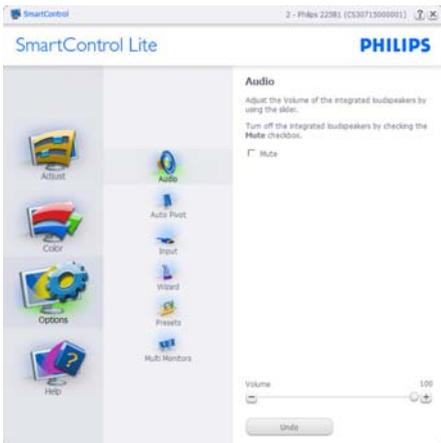 SmartControl
2 - Philips 225B1 (CS30715000001)
SmartControl Lite
PHILIPS
Adjust
Color
Options
Help
Audio
Auto Pivot
Input
Wizard
Presets
Multi Monitors
Audio
Adjust the Volume of the integrated loudspeakers by
using the slider.
Turn off the integrated loudspeakers by checking the
Mute checkbox.
Mute
Volume 100
Undo